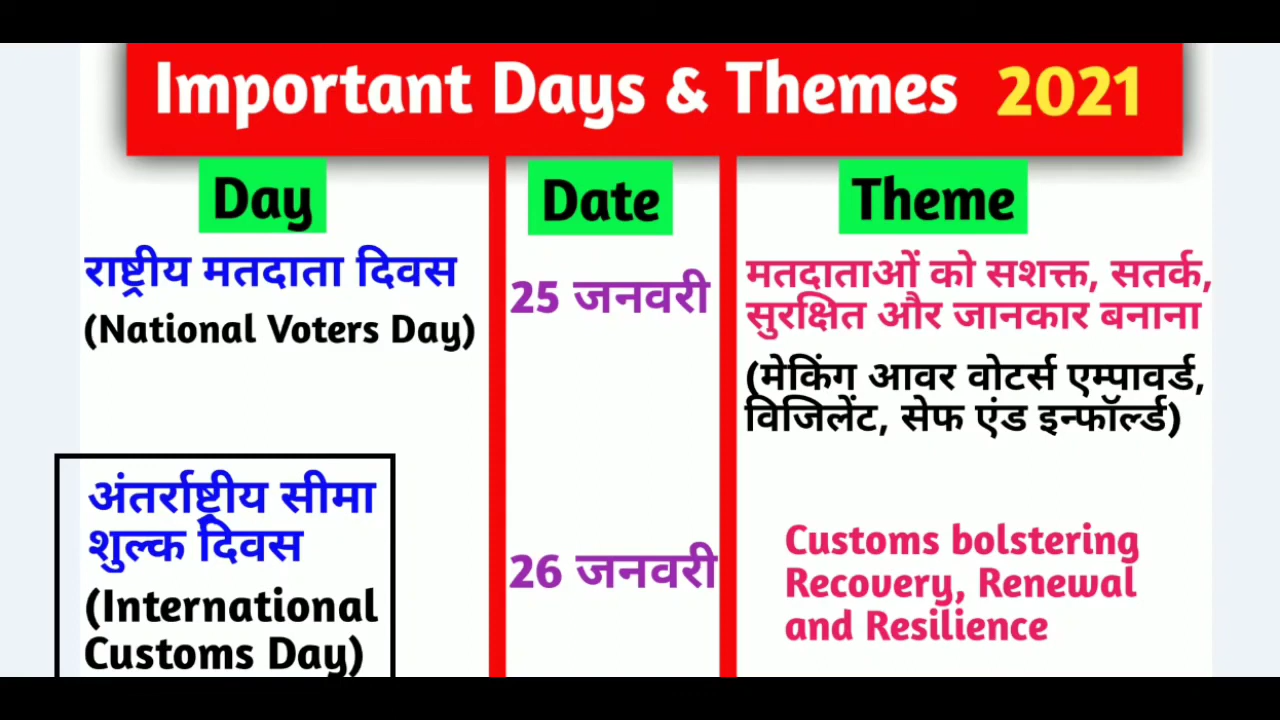 Important Days & Themes 2021
Day
Date
Theme
राष्ट्रीय मतदाता दिवस
(National Voters Day)
25 जनवरी
मतदाताओं को सशक्त, सतर्क,
सुरक्षित और जानकार बनाना
(मेकिंग आवर वोटर्स एम्पावर्ड,
विजिलेंट, सेफ एंड इन्फॉर्ल्ड)
अंतर्राष्ट्रीय सीमा
शुल्क दिवस
(International
Customs Day)
26 जनवरी
Customs bolstering
Recovery, Renewal
and Resilience